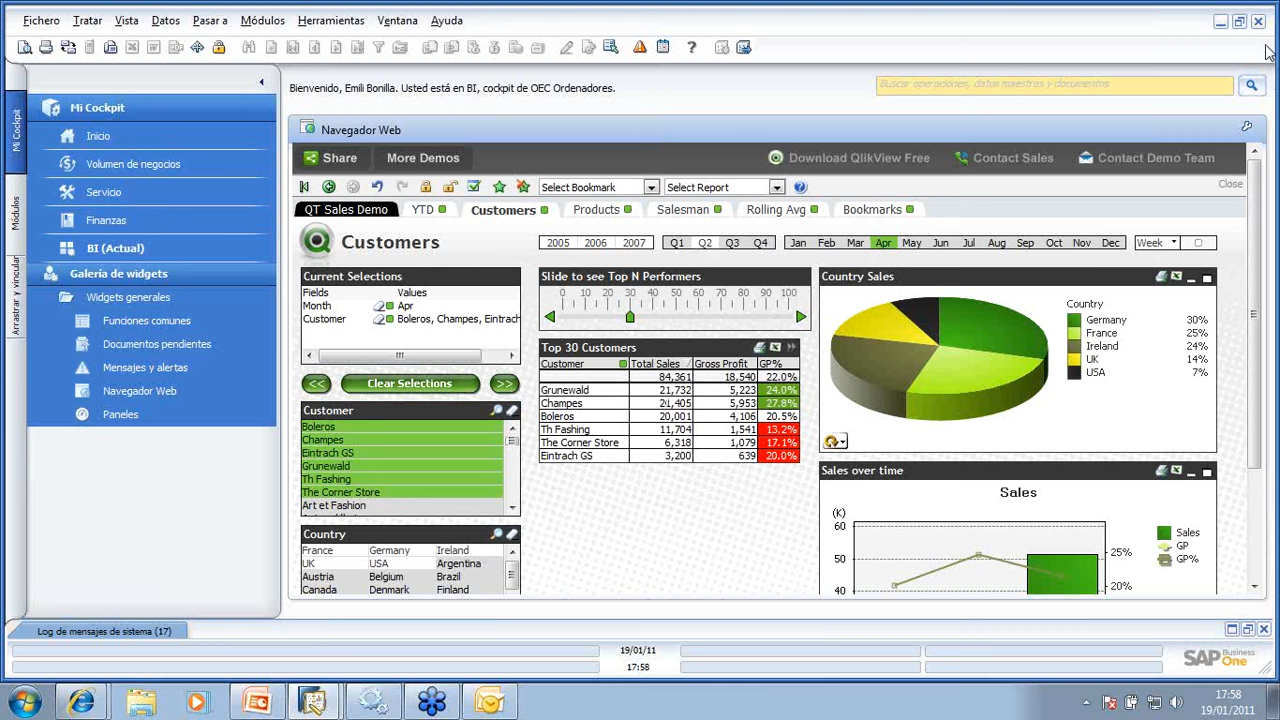 Fichero Tratar Vista Datos Pasar a Módulos Herramientas Ventana Ayuda
Mi Cockpit
Módulos
Arrastrar y vincular
Mi Cockpit
Inicio
Volumen de negocios
Servicio
Finanzas
BI (Actual)
Galería de widgets
Widgets generales
Funciones comunes
Documentos pendientes
Mensajes y alertas
Navegador Web
Paneles
Bienvenido, Emili Bonilla. Usted está en BI, cockpit de OEC Ordenadores.
Buscar operaciones, datos maestros y documentos
Navegador Web
Share More Demos Download QlikView Free Contact Sales Contact Demo Team
Select Bookmark Select Report Close
QT Sales Demo YTD Customers Products Salesman Rolling Avg Bookmarks
Customers 2005 2006 2007 Q1 Q2 Q3 Q4 Jan Feb Mar Apr May Jun Jul Aug Sep Oct Nov Dec Week
Current Selections
Fields Values
Month Apr
Customer Boleros, Champes, Eintrach
<< Clear Selections >>
Customer
Boleros
Champes
Eintracht GS
Grunewald
Th Fashing
The Corner Store
Art et Fashion
Country
France Germany Ireland
UK USA Argentina
Austria Belgium Brazil
Canada Denmark Finland
Slide to see Top N Performers
0 10 20 30 40 50 60 70 80 90 100
Top 30 Customers
Customer Total Sales Gross Profit GP%
84,361 18,540 22.0%
Grunewald 21,732 5,223 24.0%
Champes 21,405 5,953 27.8%
Boleros 20,001 4,106 20.5%
Th Fashing 11,704 1,541 13.2%
The Corner Store 6,318 1,079 17.1%
Eintracht GS 3,200 639 20.0%
Country Sales
Country
Germany 30%
France 25%
Ireland 24%
UK 14%
USA 7%
Sales over time
Sales
(K)
60
50
40
25%
20%
Sales
GP
GP%
Log de mensajes de sistema (17)
19/01/11
17:58
SAP Business One
17:58
19/01/2011